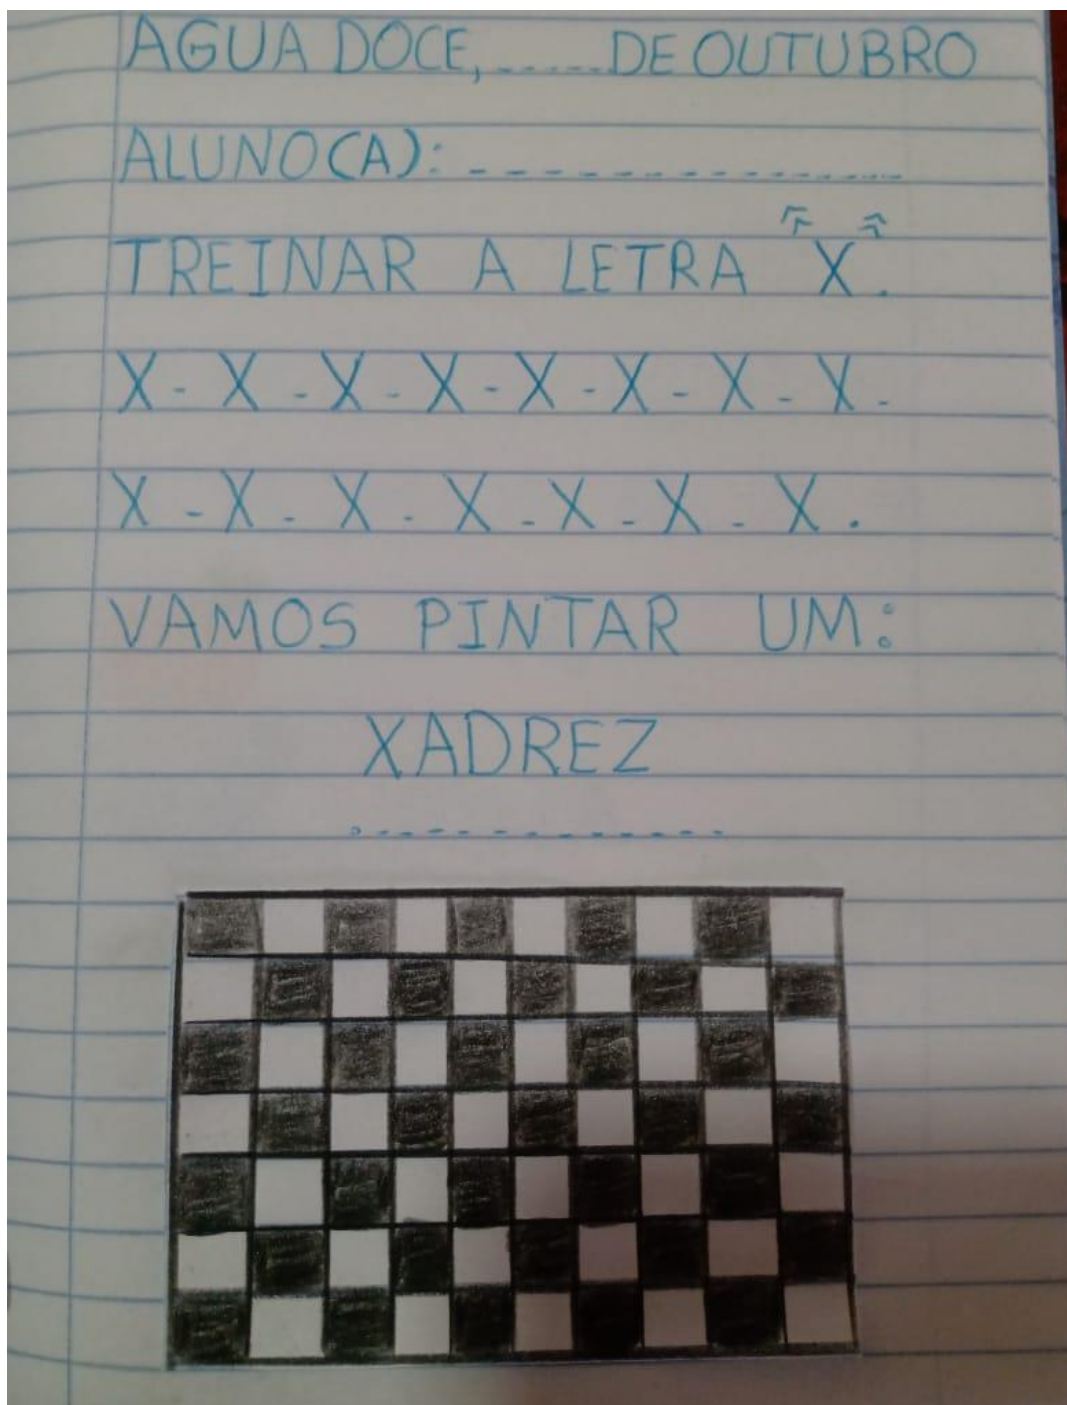 AGUA DOCE,......DE OUTUBRO
ALUNO(A): - - - - - - - - - - - - - - -
TREINAR A LETRA "X".
X - X - X - X - X - X - X - X -
X - X - X - X - X - X - X .
VAMOS PINTAR UM:
XADREZ